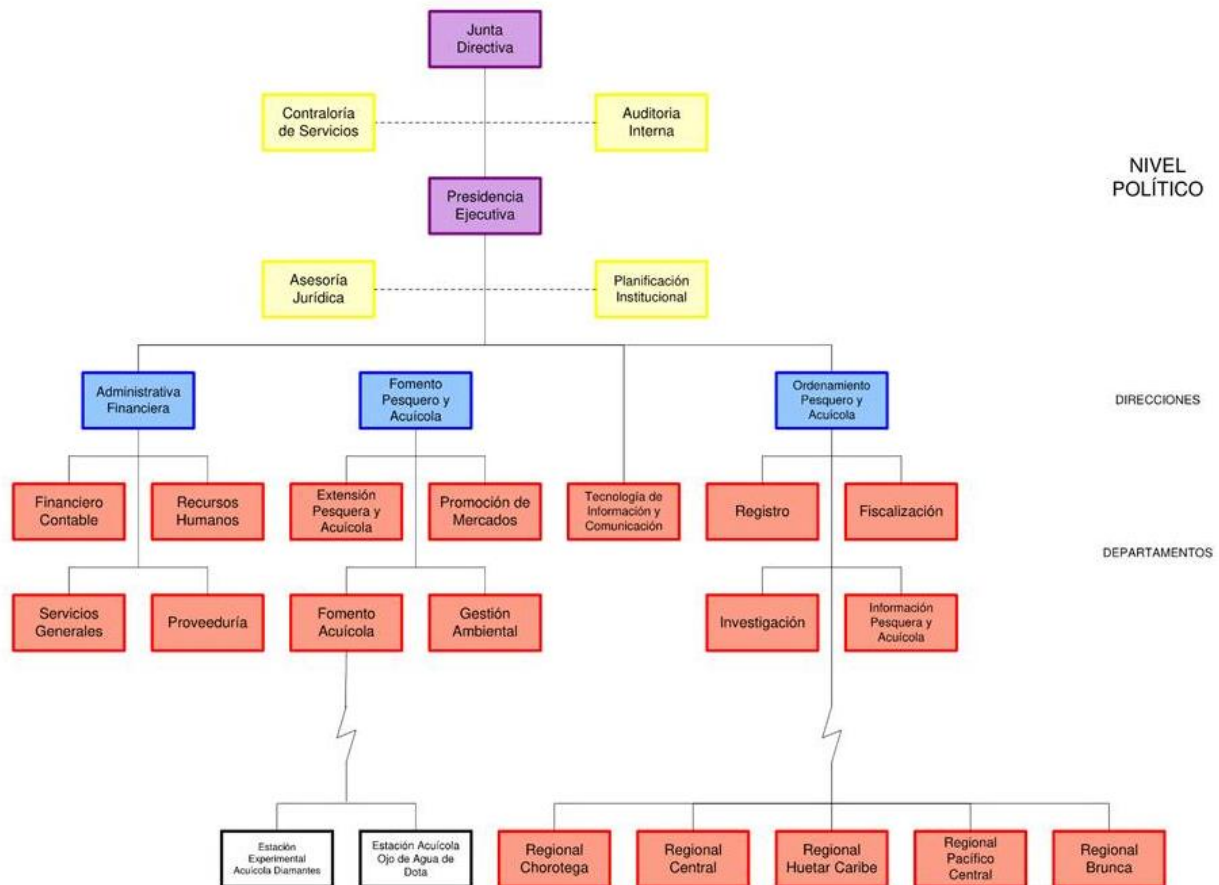 Junta
Directiva
Contraloría
de Servicios
Auditoria
Interna
NIVEL
POLÍTICO
Presidencia
Ejecutiva
Asesoría
Jurídica
Planificación
Institucional
Administrativa
Financiera
Fomento
Pesquero y
Acuícola
Ordenamiento
Pesquero y
Acuícola
DIRECCIONES
Financiero
Contable
Recursos
Humanos
Extensión
Pesquera y
Acuícola
Promoción de
Mercados
Tecnología de
Información y
Comunicación
Registro
Fiscalización
DEPARTAMENTOS
Servicios
Generales
Proveeduría
Fomento
Acuícola
Gestión
Ambiental
Investigación
Información
Pesquera y
Acuícola
Estación
Experimental
Acuícola Diamantes
Estación Acuícola
Ojo de Agua de
Dota
Regional
Chorotega
Regional
Central
Regional
Huetar Caribe
Regional
Pacífico
Central
Regional
Brunca